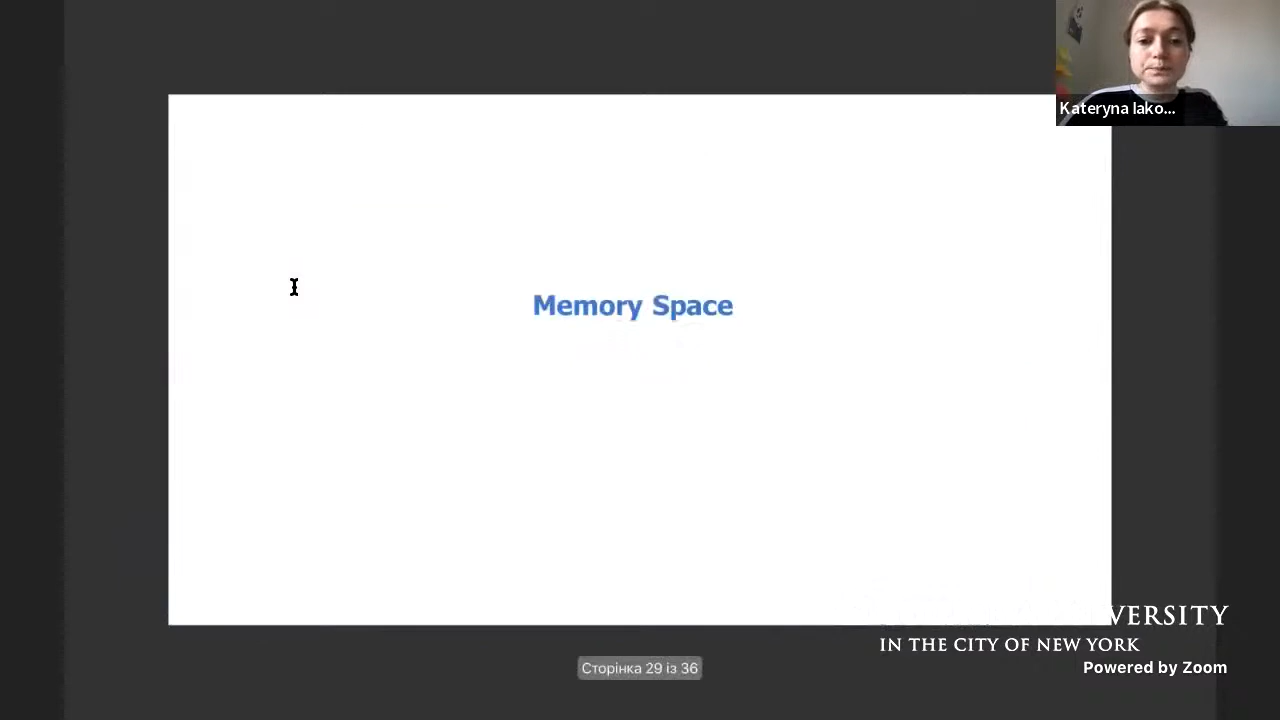 Kateryna Iako...
Memory Space
VERSITY
IN THE CITY OF NEW YORK
Сторінка 29 із 36
Powered by Zoom